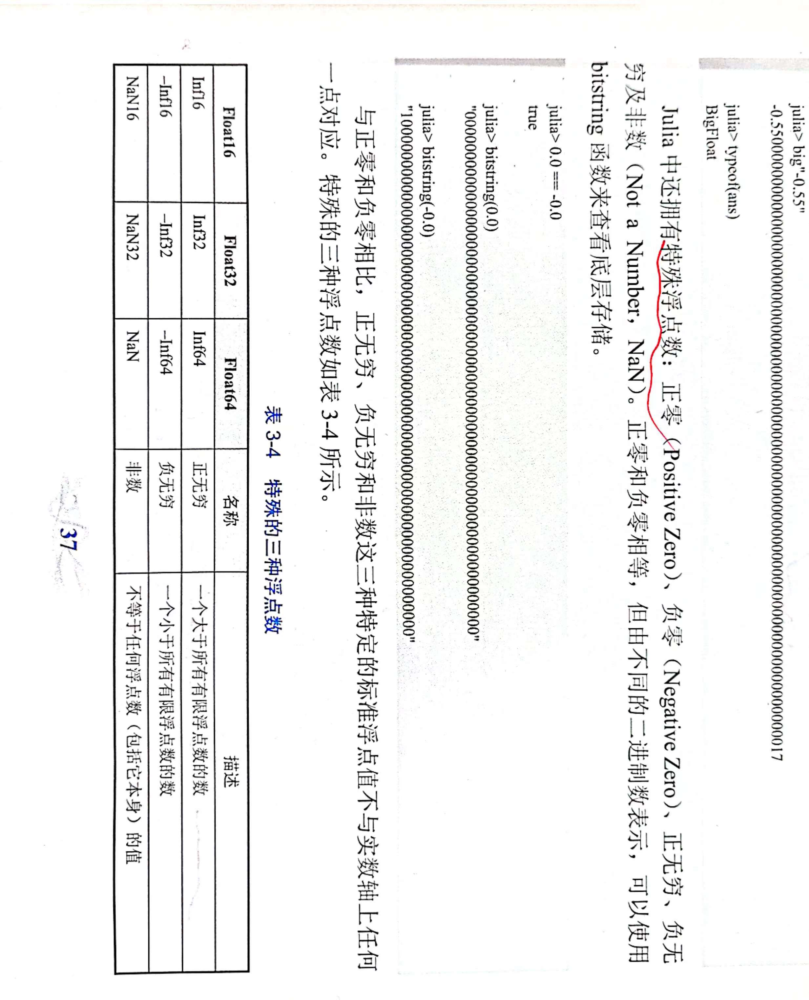 julia> big"-0.55"
-0.550000000000000000000000000000000000000000000000000000000000000000000000000017
julia> typeof(ans)
BigFloat
Julia 中还拥有特殊浮点数：正零（Positive Zero）、负零（Negative Zero）、正无穷、负无
穷及非数（Not a Number，NaN）。正零和负零相等，但由不同的二进制数表示，可以使用
bitstring 函数来查看底层存储。
julia> 0.0 == -0.0
true
julia> bitstring(0.0)
"0000000000000000000000000000000000000000000000000000000000000000"
julia> bitstring(-0.0)
"1000000000000000000000000000000000000000000000000000000000000000"
与正零和负零相比，正无穷、负无穷和非数这三种特定的标准浮点值不与实数轴上任何
一点对应。特殊的三种浮点数如表 3-4 所示。
表 3-4 特殊的三种浮点数
Float16 Float32 Float64 名称 描述
Inf16 Inf32 Inf64 正无穷 一个大于所有有限浮点数的数
–Inf16 –Inf32 –Inf64 负无穷 一个小于所有有限浮点数的数
NaN16 NaN32 NaN 非数 不等于任何浮点数（包括它本身）的值
37